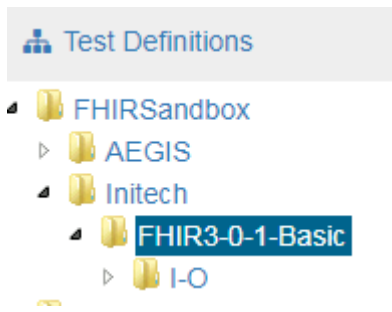 Test Definitions
FHIRSandbox
AEGIS
Initech
FHIR3-0-1-Basic
I-O